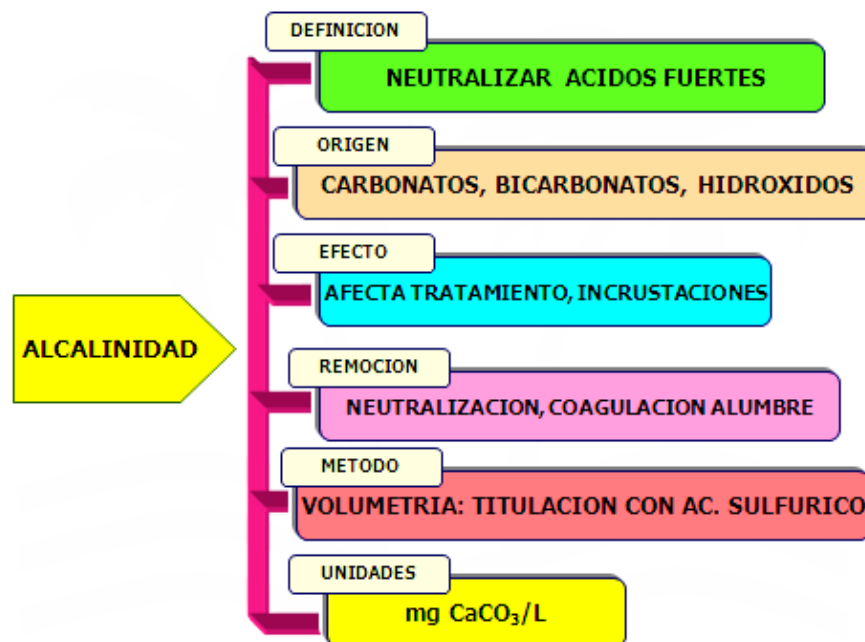 DEFINICION
NEUTRALIZAR ACIDOS FUERTES
ORIGEN
CARBONATOS, BICARBONATOS, HIDROXIDOS
EFECTO
AFECTA TRATAMIENTO, INCRUSTACIONES
ALCALINIDAD
REMOCION
NEUTRALIZACION, COAGULACION ALUMBRE
METODO
VOLUMETRIA: TITULACION CON AC. SULFURICO
UNIDADES
mg CaCO₃/L